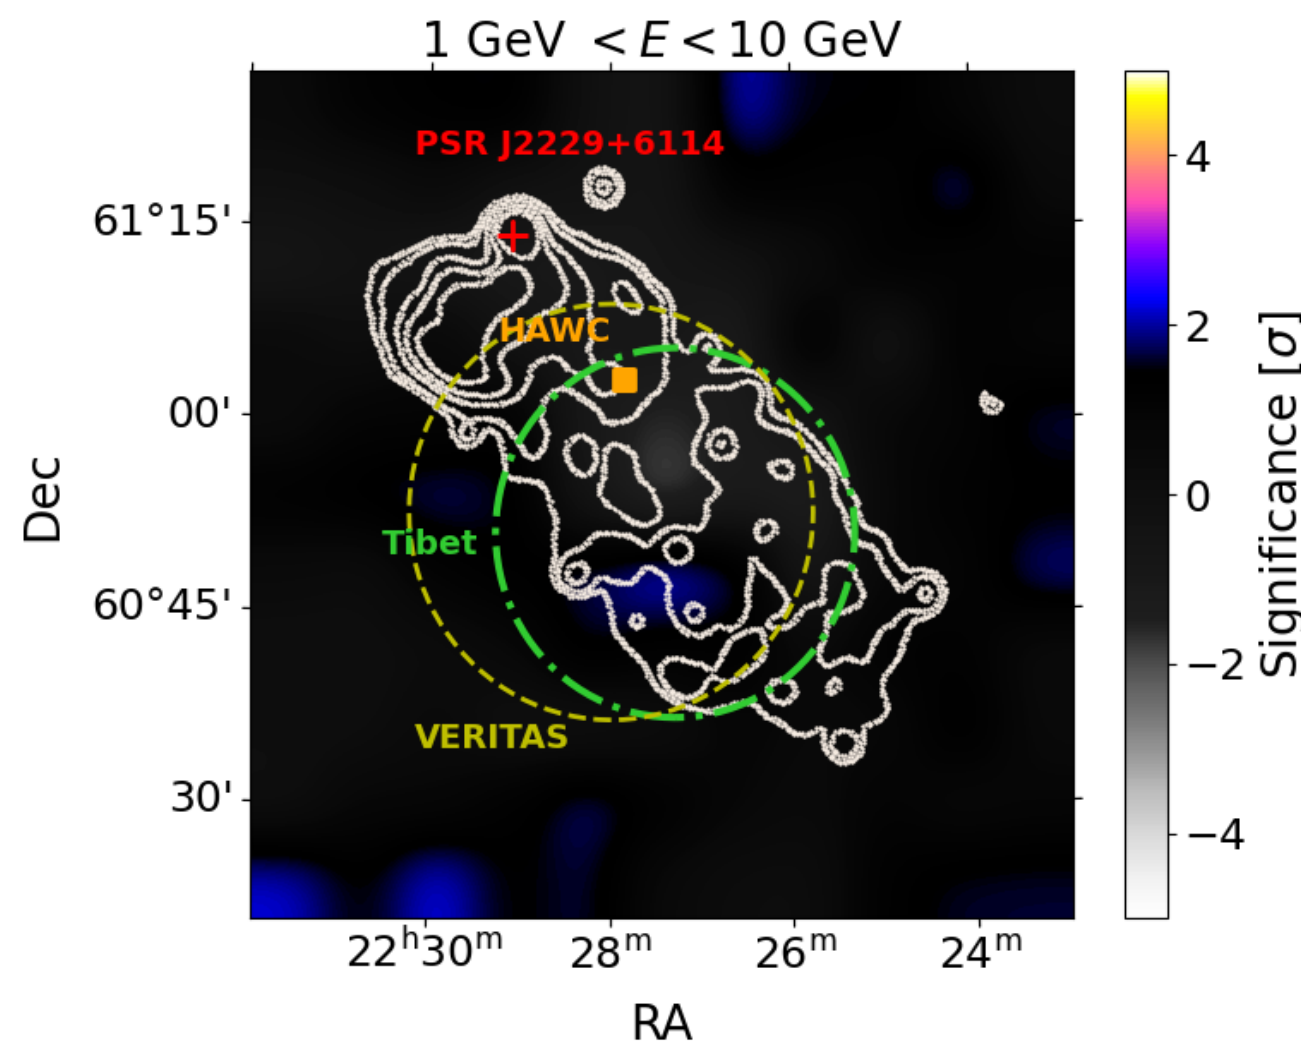 1 GeV < E < 10 GeV
PSR J2229+6114
61°15'
HAWC
00'
Tibet
60°45'
VERITAS
30'
22ʰ30ᵐ
28ᵐ
26ᵐ
24ᵐ
RA
Dec
4
2
0
−2
−4
Significance [σ]